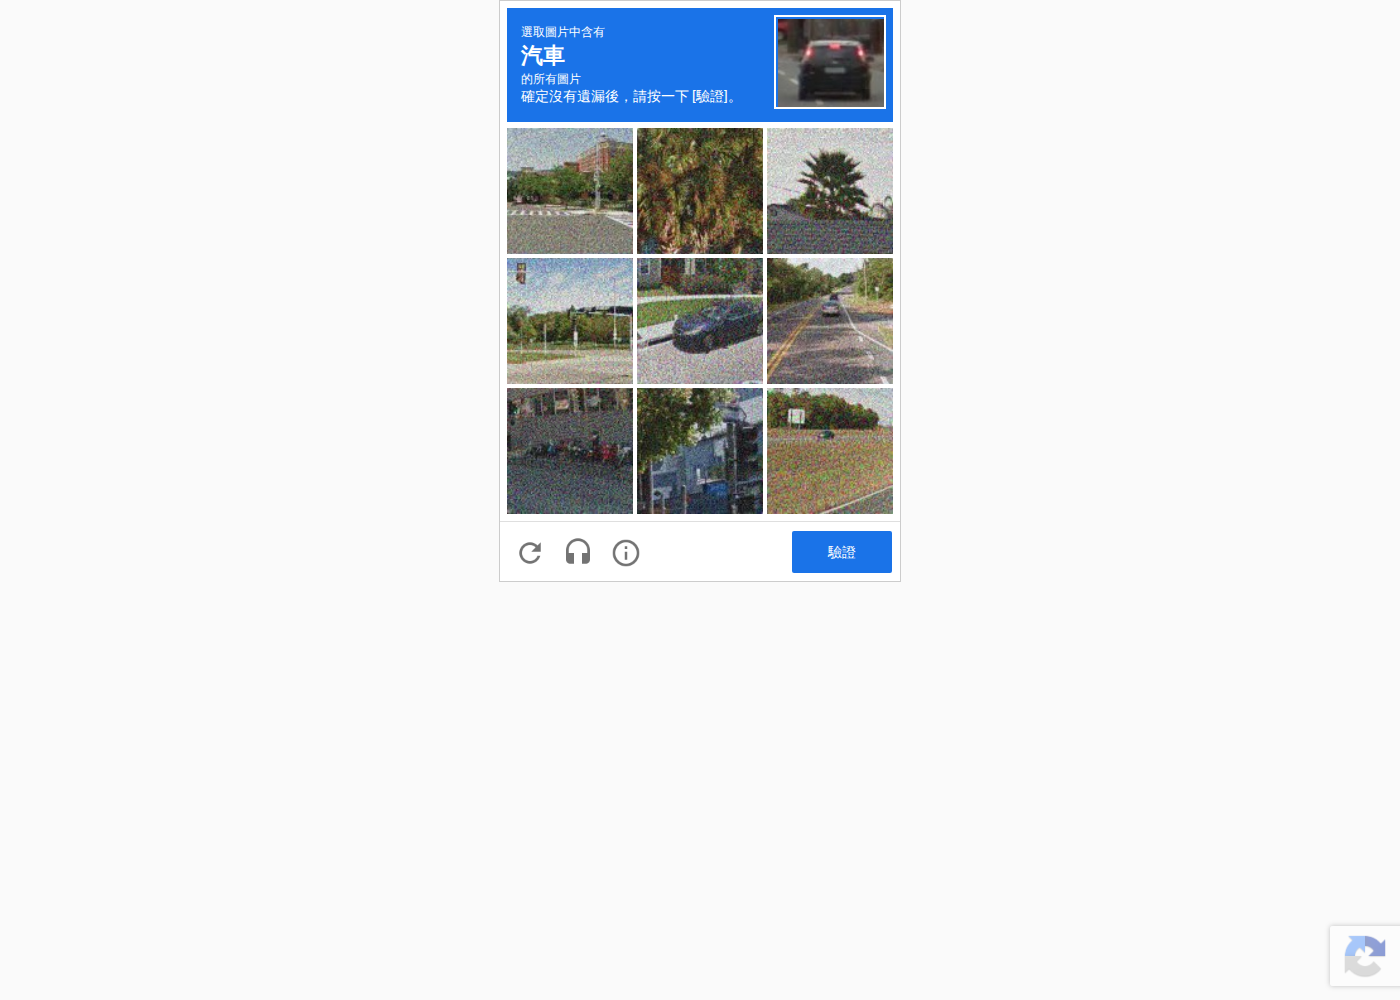 選取圖片中含有
汽車
的所有圖片
確定沒有遺漏後，請按一下 [驗證]。
驗證